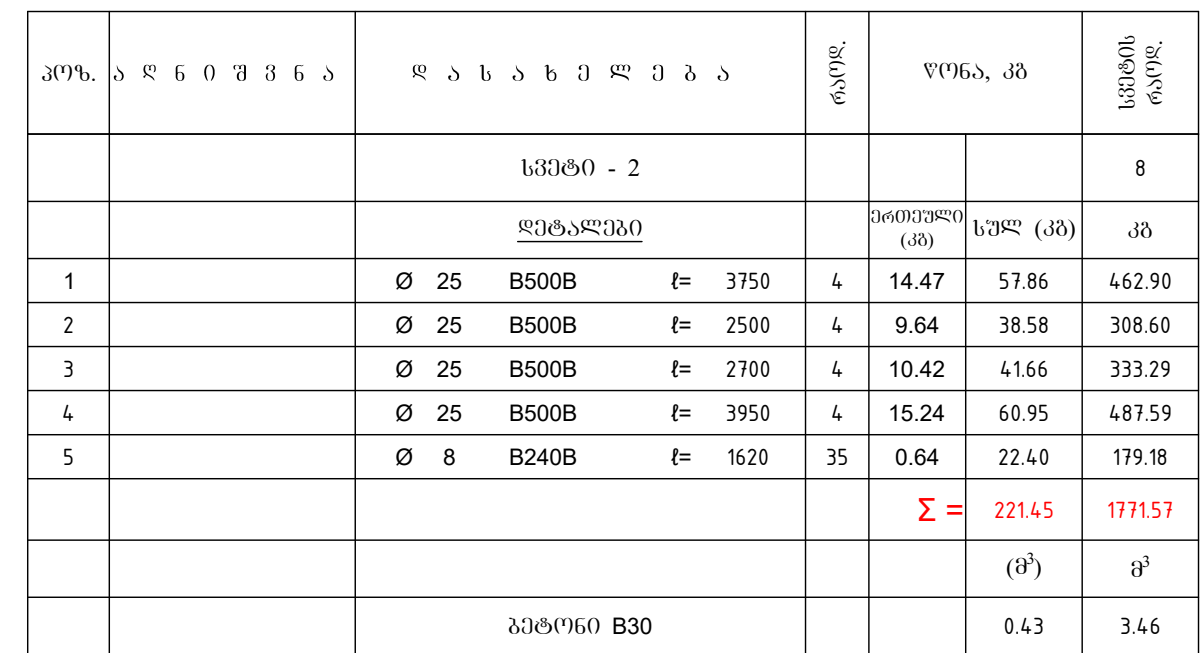 პოზ. აღნიშვნა დასახელება რაოდ. წონა, კგ სვეტის რაოდ.
სვეტი - 2 8
დეტალები ერთეული (კგ) სულ (კგ) კგ
1 Ø 25 B500B ℓ= 3750 4 14.47 57.86 462.90
2 Ø 25 B500B ℓ= 2500 4 9.64 38.58 308.60
3 Ø 25 B500B ℓ= 2700 4 10.42 41.66 333.29
4 Ø 25 B500B ℓ= 3950 4 15.24 60.95 487.59
5 Ø 8 B240B ℓ= 1620 35 0.64 22.40 179.18
Σ = 221.45 1771.57
(მ³) მ³
ბეტონი B30 0.43 3.46